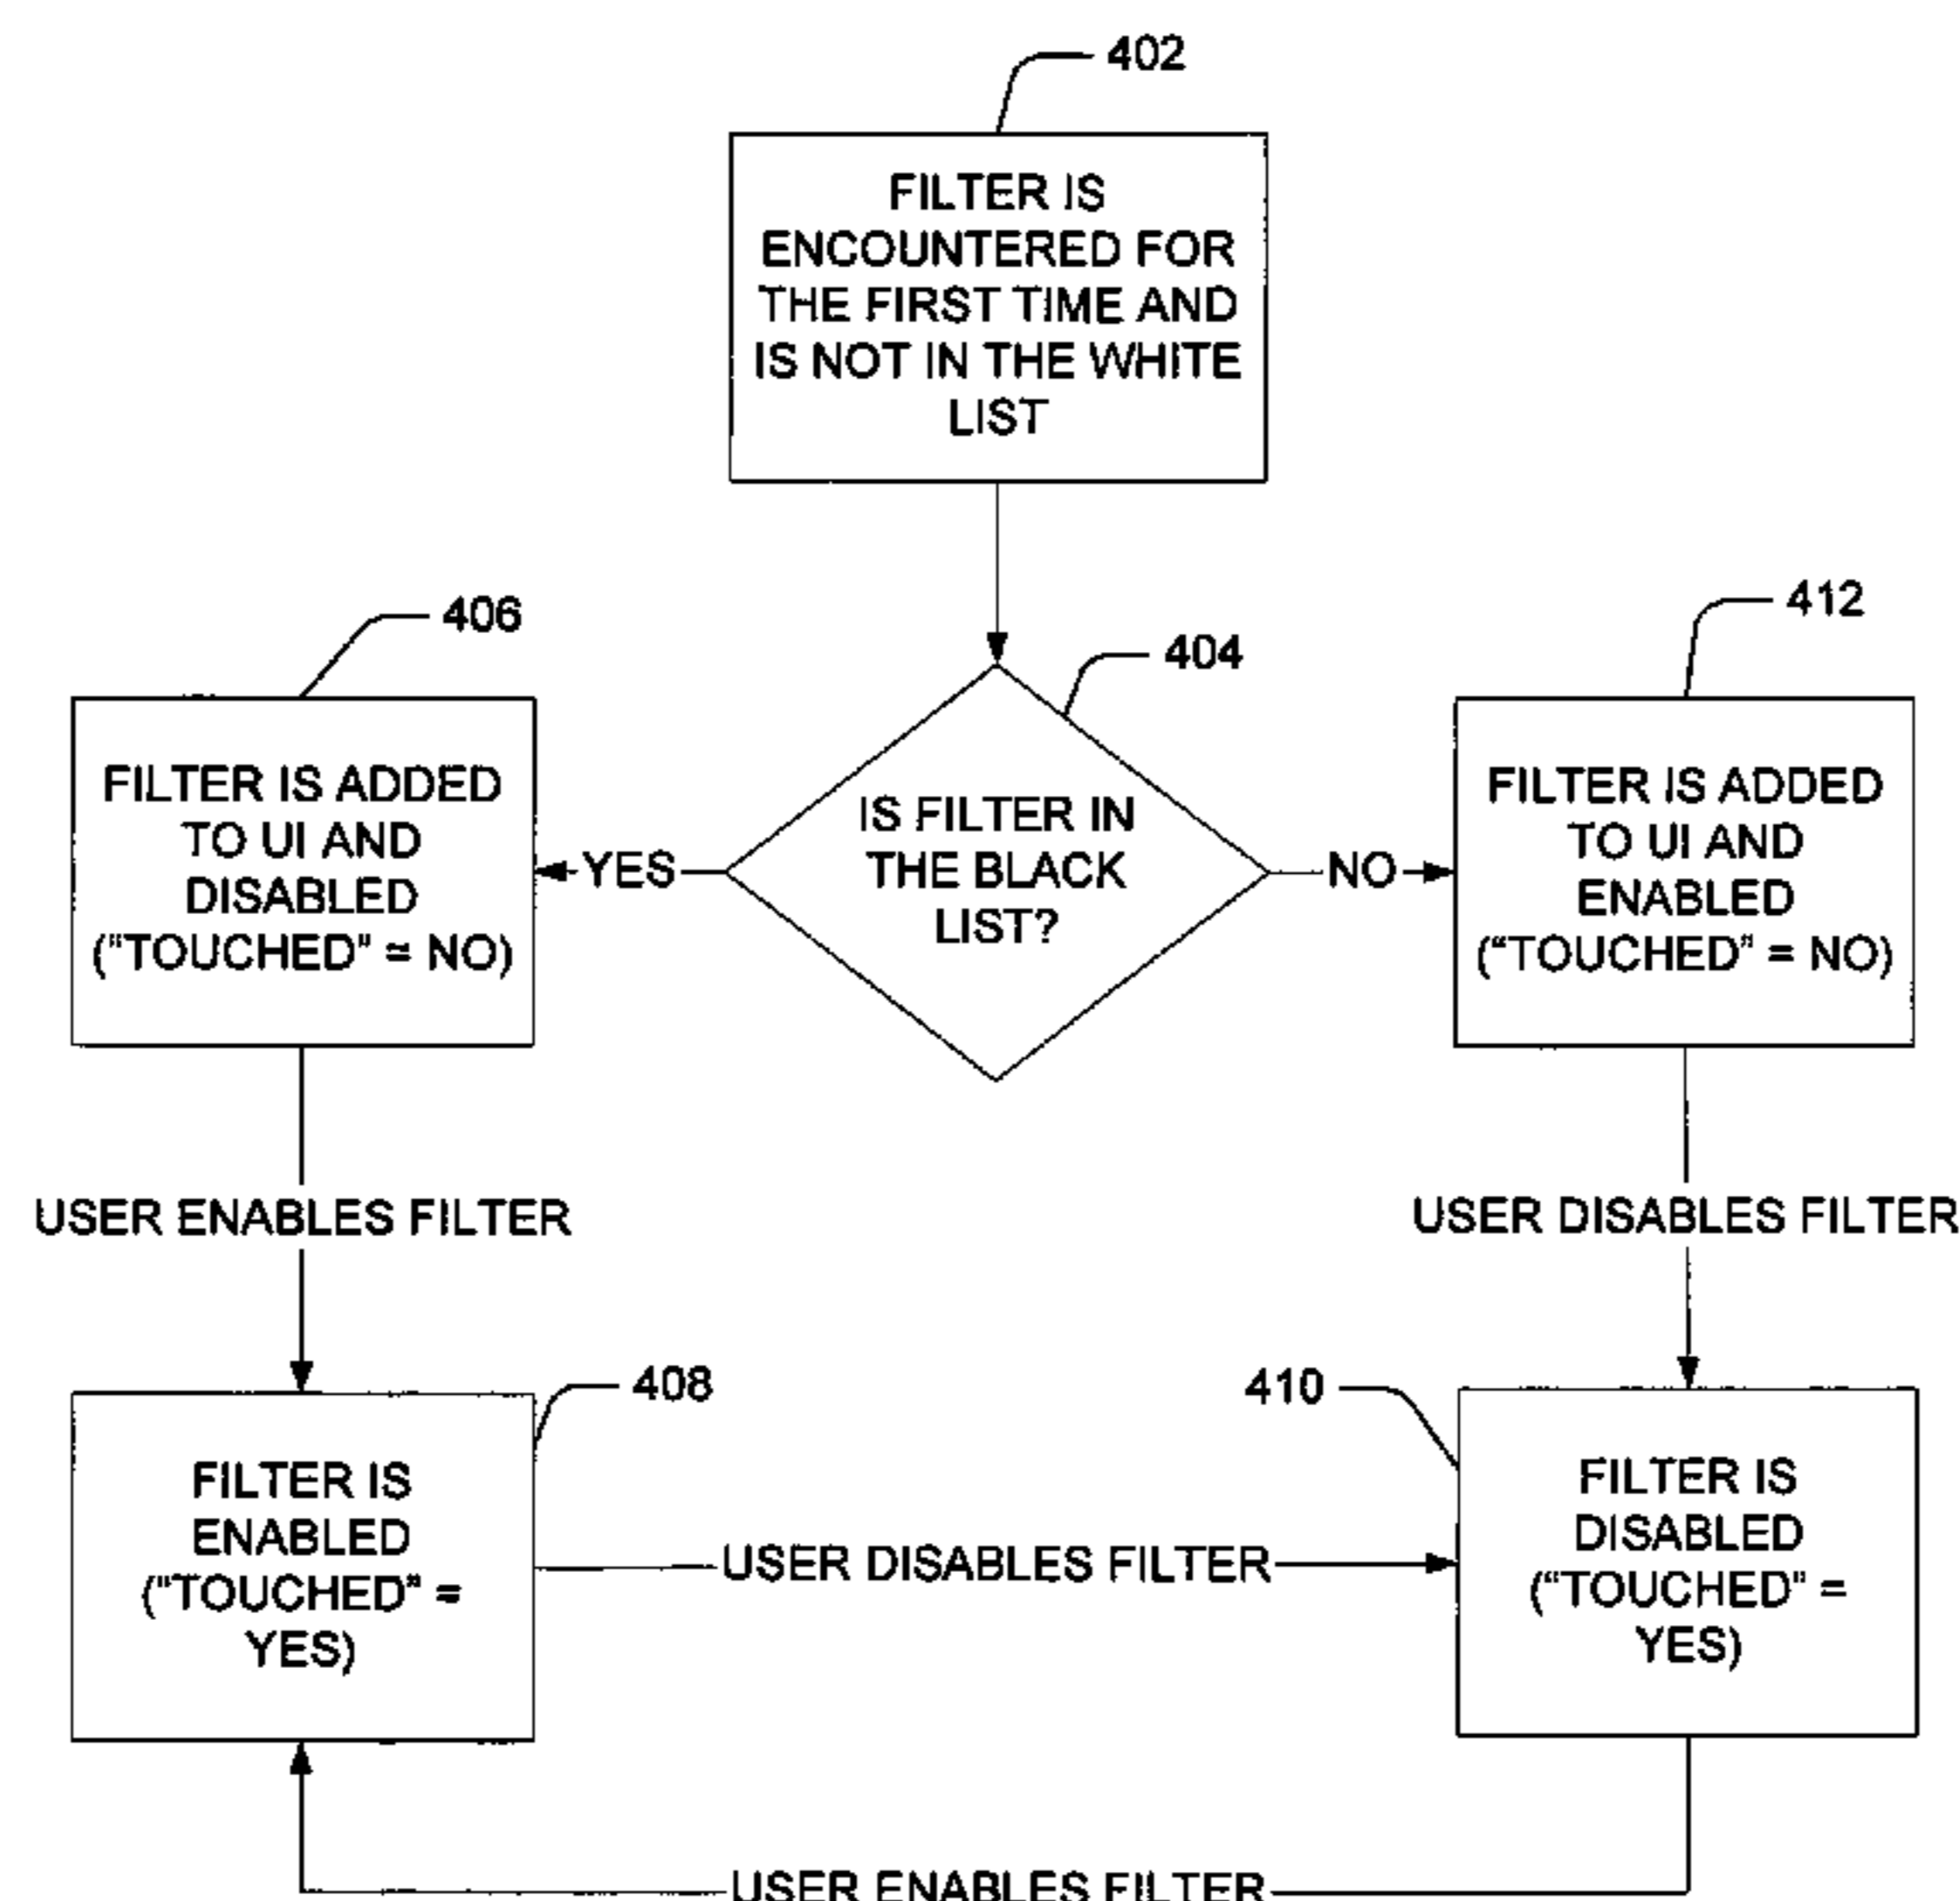 402
FILTER IS
ENCOUNTERED FOR
THE FIRST TIME AND
IS NOT IN THE WHITE
LIST
406
412
404
FILTER IS ADDED
TO UI AND
DISABLED
("TOUCHED" = NO)
YES
IS FILTER IN
THE BLACK
LIST?
NO
FILTER IS ADDED
TO UI AND
ENABLED
("TOUCHED" = NO)
USER ENABLES FILTER
USER DISABLES FILTER
408
410
FILTER IS
ENABLED
("TOUCHED" =
YES)
USER DISABLES FILTER
FILTER IS
DISABLED
("TOUCHED" =
YES)
USER ENABLES FILTER